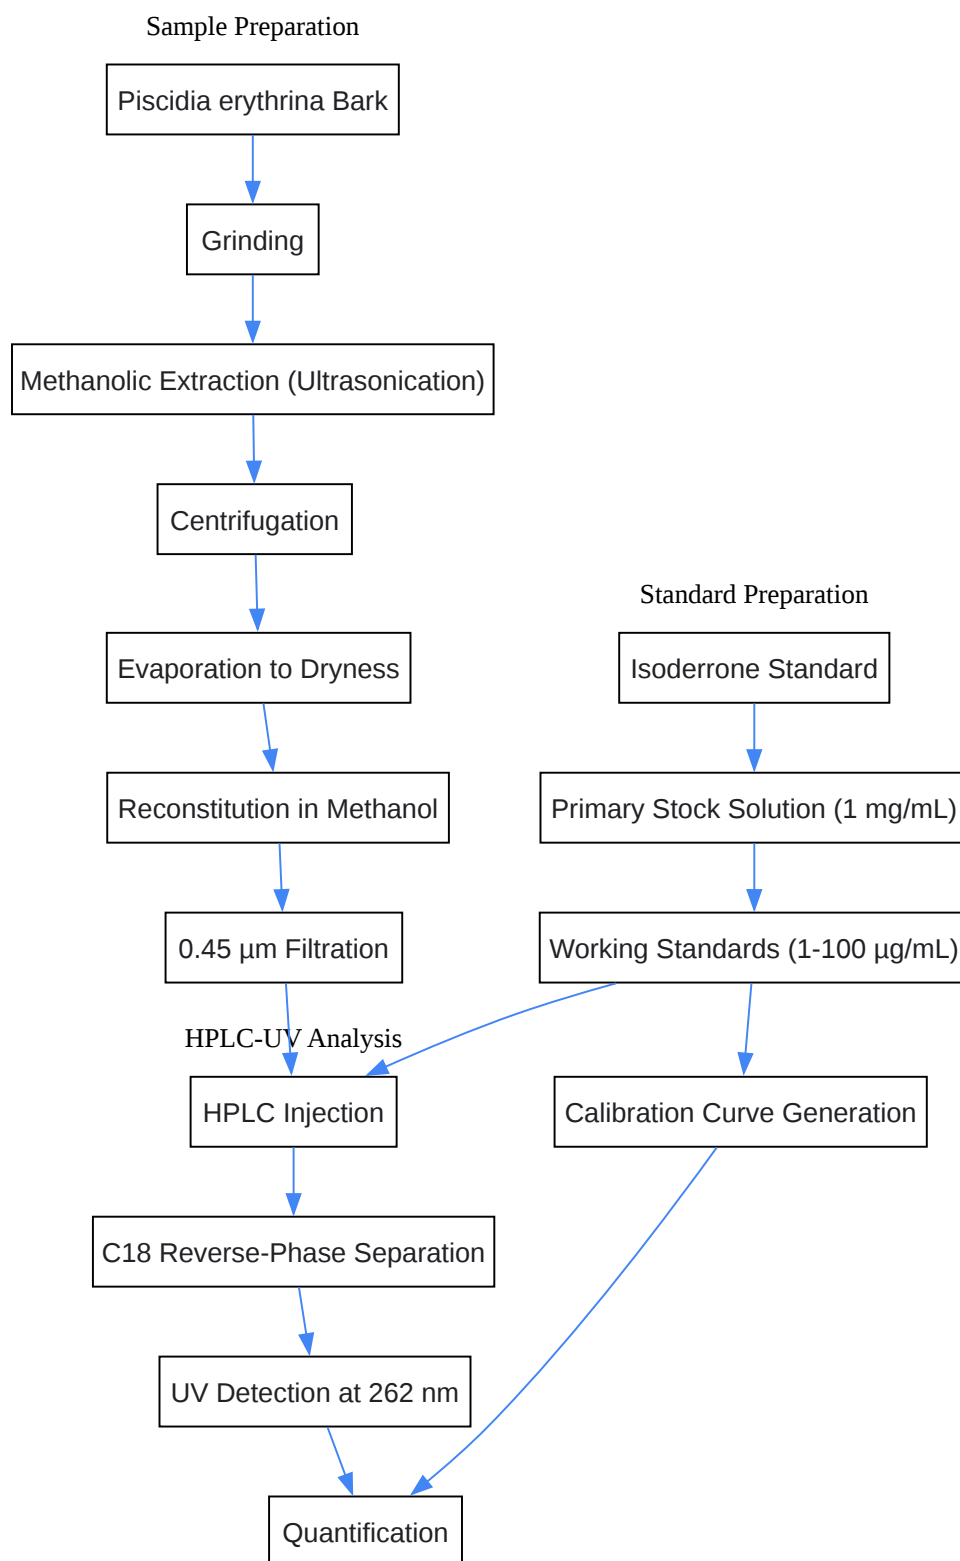 Sample Preparation
Piscidia erythrina Bark
Grinding
Methanolic Extraction (Ultrasonication)
Centrifugation
Evaporation to Dryness
Reconstitution in Methanol
0.45 µm Filtration
Standard Preparation
Isoderrone Standard
Primary Stock Solution (1 mg/mL)
Working Standards (1-100 µg/mL)
HPLC-UV Analysis
HPLC Injection
Calibration Curve Generation
C18 Reverse-Phase Separation
UV Detection at 262 nm
Quantification